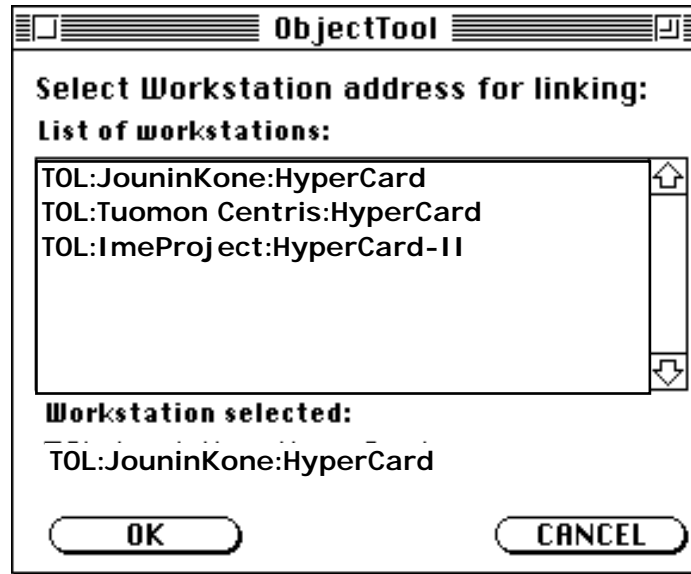 ObjectTool
Select Workstation address for linking:
List of workstations:
TOL:JouninKone:HyperCard
TOL:Tuomon Centris:HyperCard
TOL:ImeProject:HyperCard-II
Workstation selected:
TOL:JouninKone:HyperCard
OK CANCEL